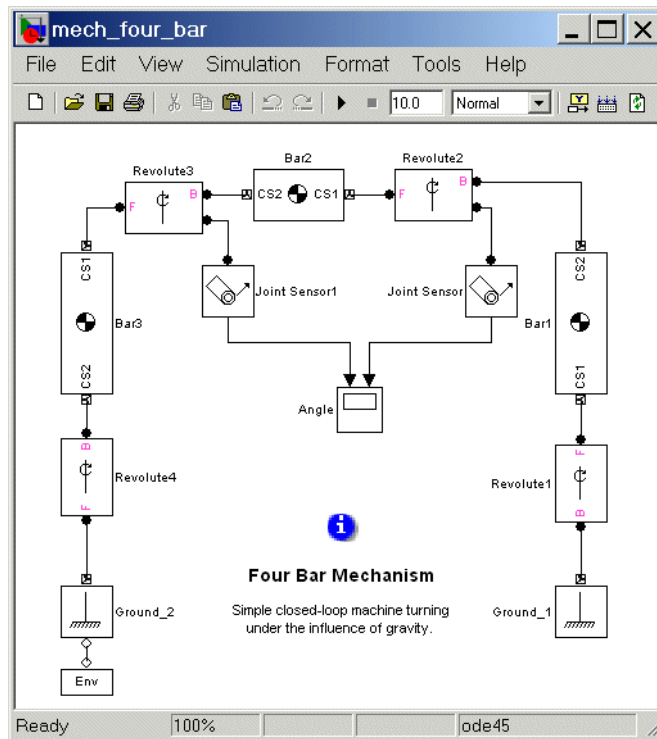 mech_four_bar
File Edit View Simulation Format Tools Help
10.0 Normal
Bar2
Revolute3
Revolute2
B
F
CS2 CS1
B
F
CS1
CS2
Joint Sensor1
Joint Sensor
Bar3
Bar1
CS2
CS1
Angle
B
F
Revolute4
Revolute1
F
B
i
Four Bar Mechanism
Simple closed-loop machine turning
under the influence of gravity.
Ground_2
Ground_1
Env
Ready 100% ode45